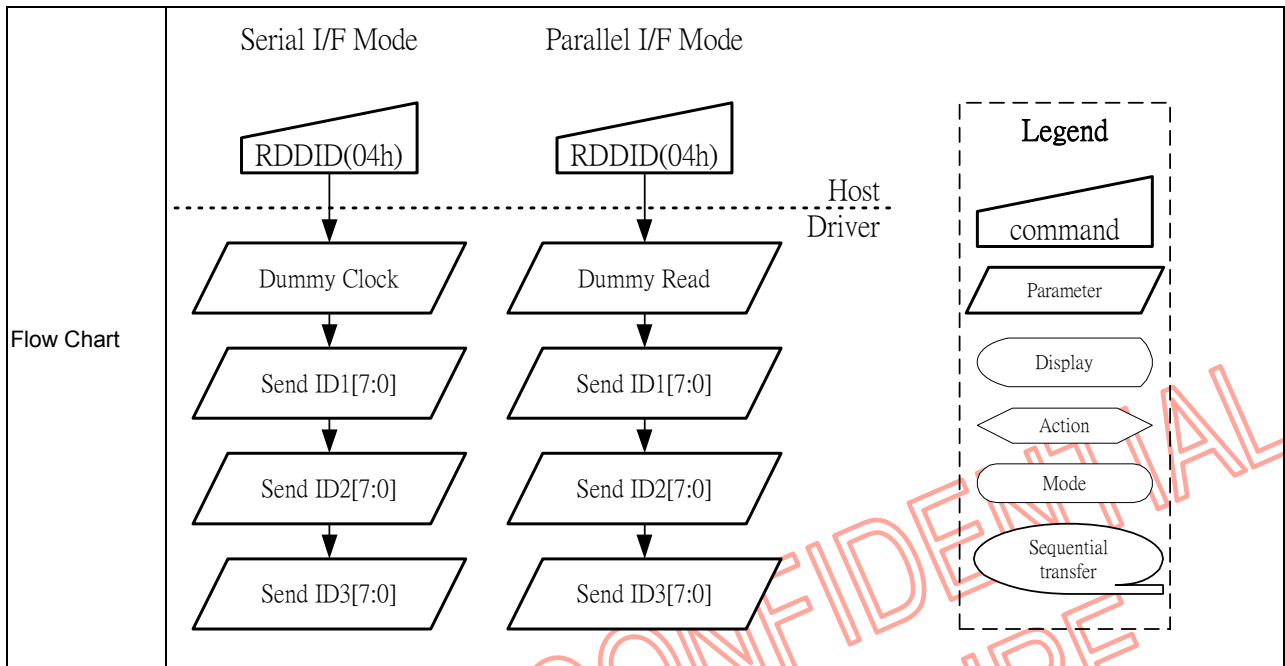 Flow Chart
Serial I/F Mode
Parallel I/F Mode
RDDID(04h)
RDDID(04h)
Host
Driver
Dummy Clock
Dummy Read
Send ID1[7:0]
Send ID1[7:0]
Send ID2[7:0]
Send ID2[7:0]
Send ID3[7:0]
Send ID3[7:0]
Legend
command
Parameter
Display
Action
Mode
Sequential
transfer
CONFIDENTIAL